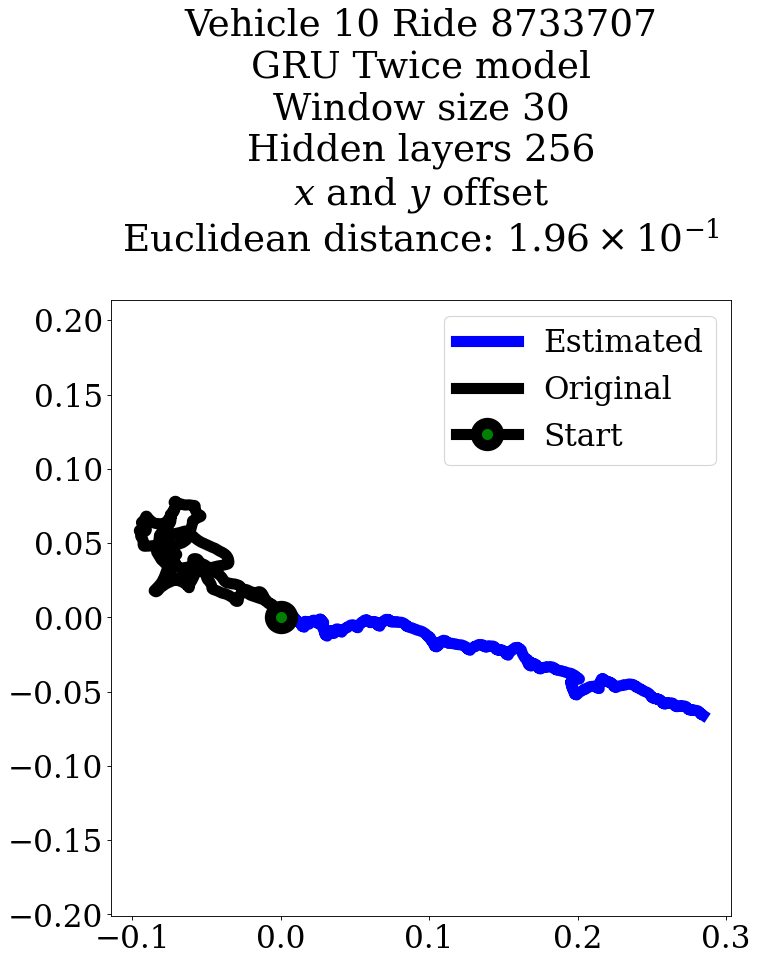 Vehicle 10 Ride 8733707
GRU Twice model
Window size 30
Hidden layers 256
x and y offset
Euclidean distance: 1.96 × 10⁻¹
Estimated
Original
Start
0.20
0.15
0.10
0.05
0.00
−0.05
−0.10
−0.15
−0.20
−0.1 0.0 0.1 0.2 0.3